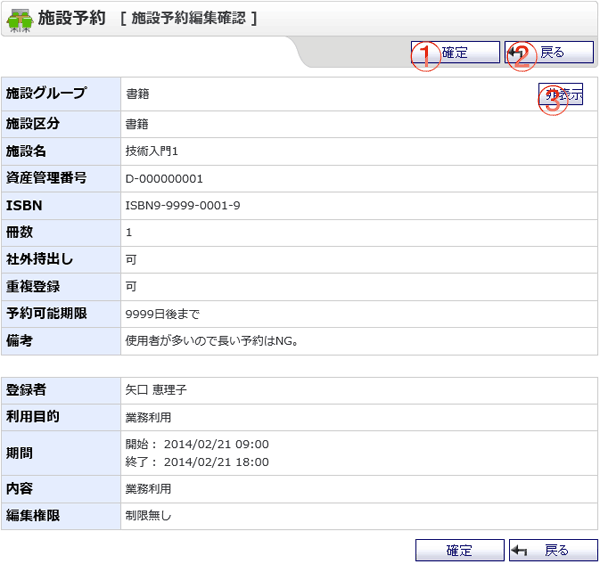 施設予約 [ 施設予約編集確認 ]
① 確定 ② 戻る
施設グループ 書籍 ③ 非表示
施設区分 書籍
施設名 技術入門1
資産管理番号 D-000000001
ISBN ISBN9-9999-0001-9
冊数 1
社外持出し 可
重複登録 可
予約可能期限 9999日後まで
備考 使用者が多いので長い予約はNG。
登録者 矢口 恵理子
利用目的 業務利用
期間 開始： 2014/02/21 09:00
終了： 2014/02/21 18:00
内容 業務利用
編集権限 制限無し
確定 戻る